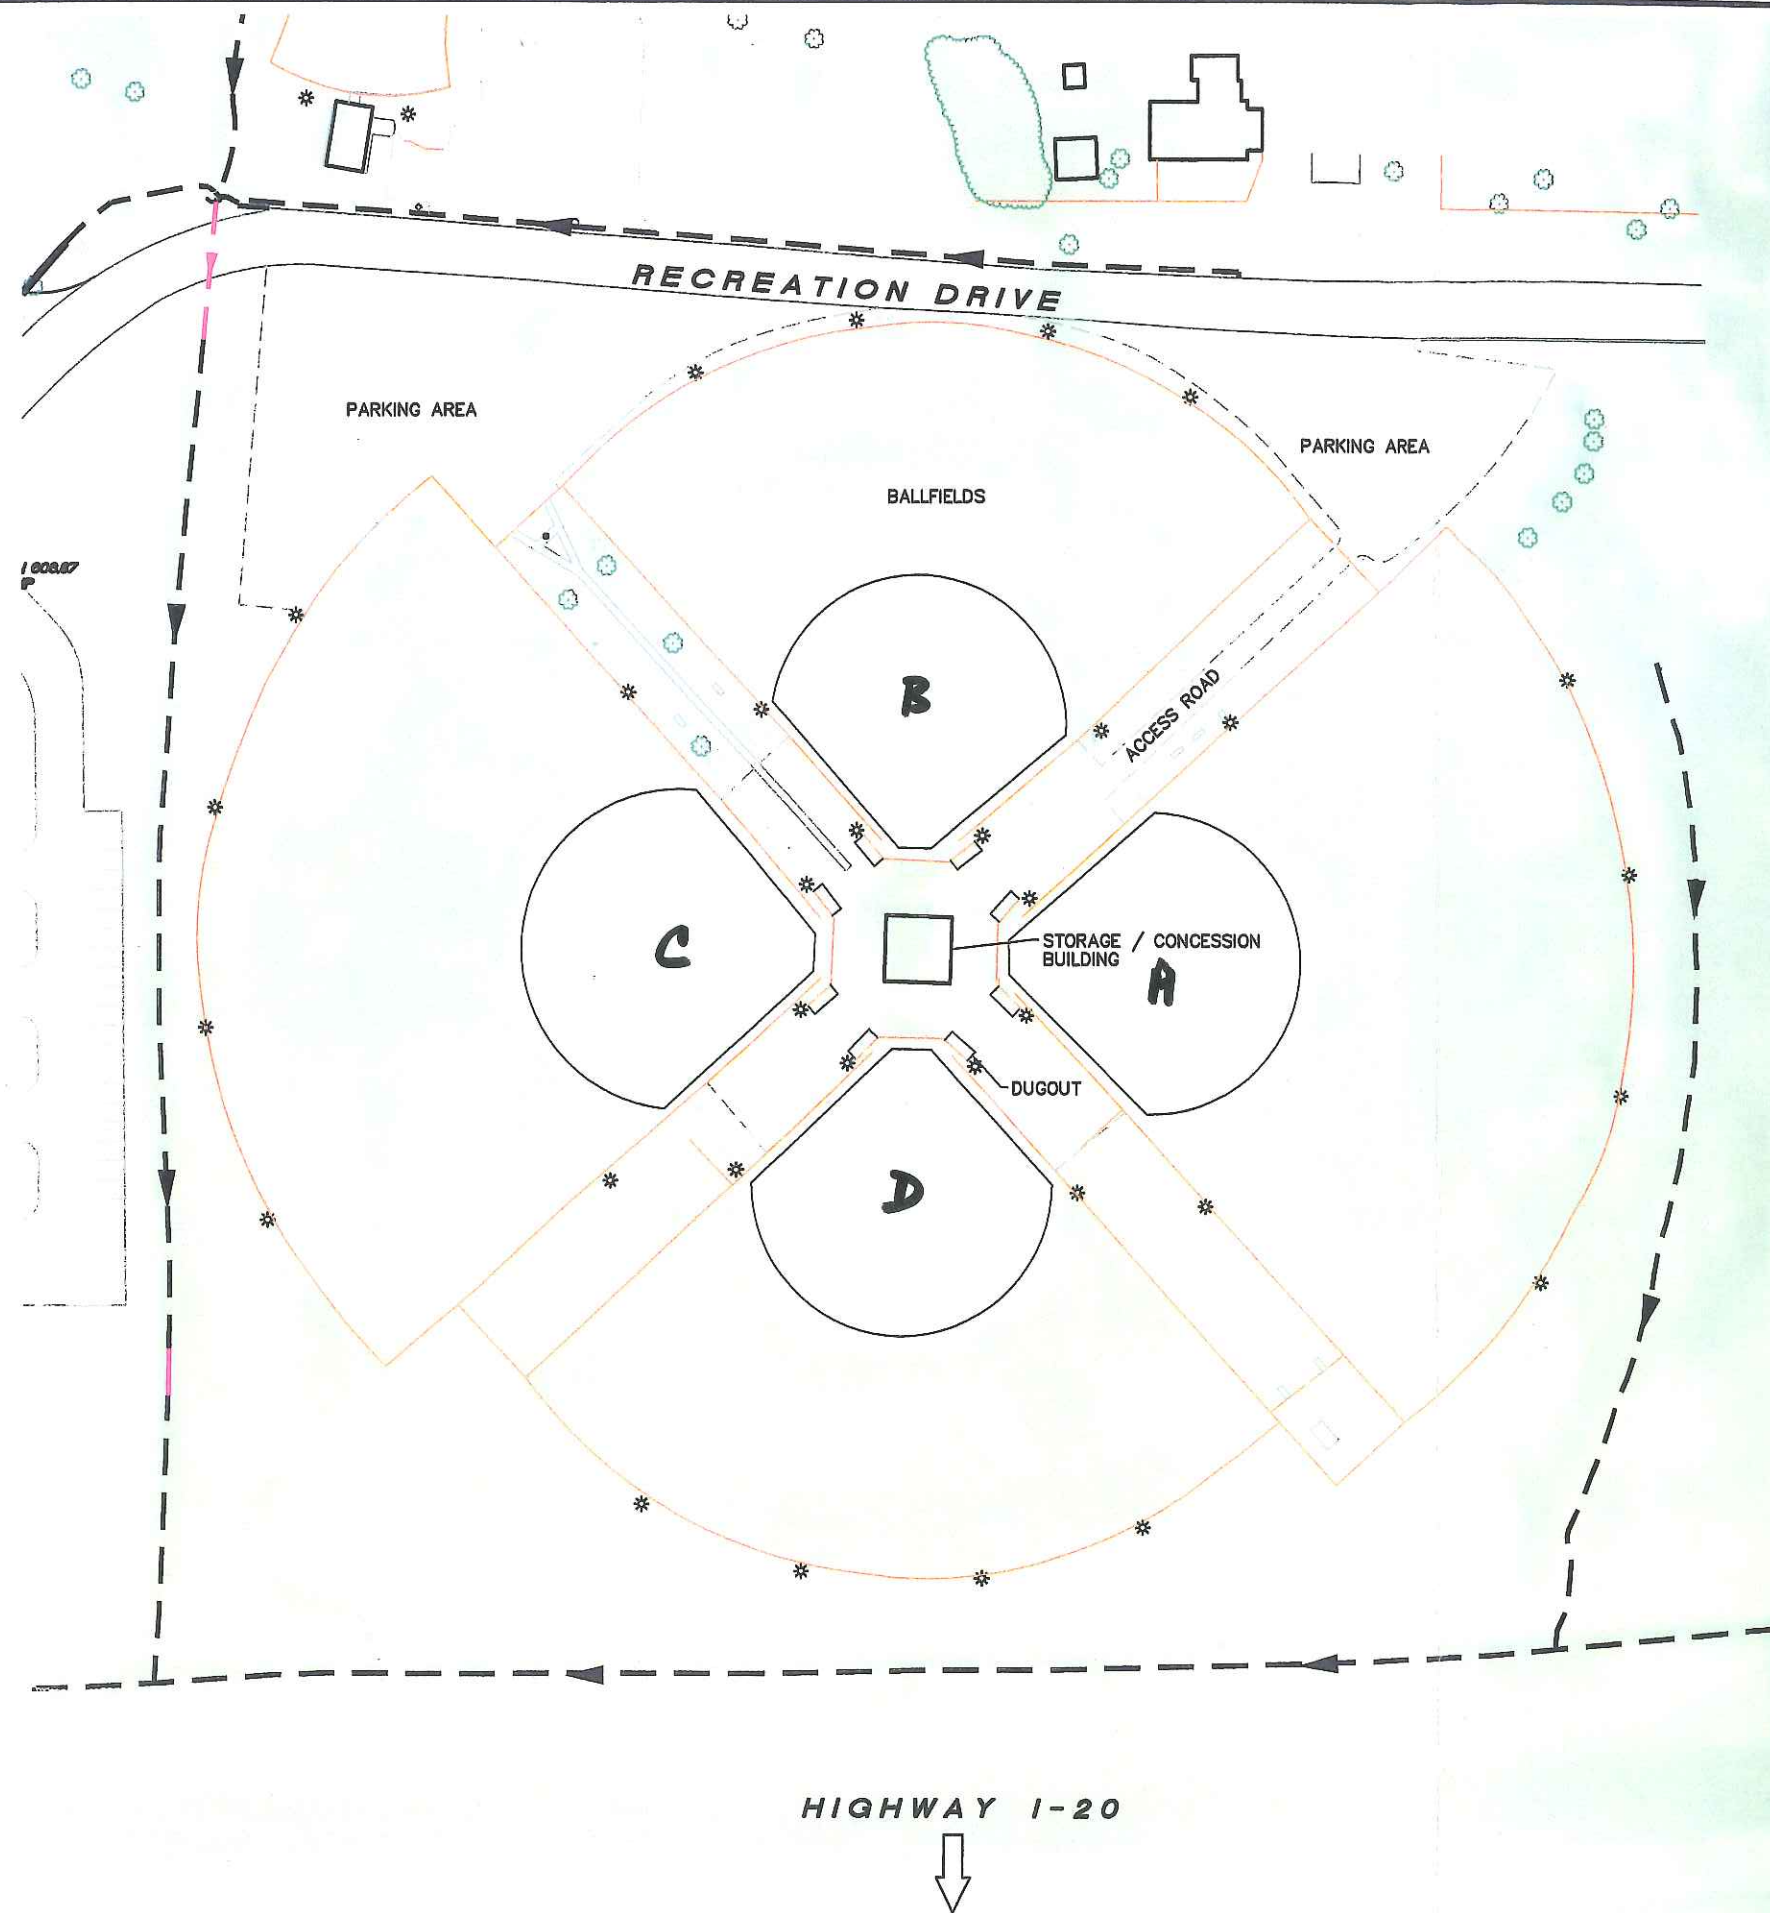 RECREATION DRIVE
PARKING AREA
PARKING AREA
BALLFIELDS
B
ACCESS ROAD
C
STORAGE / CONCESSION
BUILDING
A
D
DUGOUT
HIGHWAY I-20